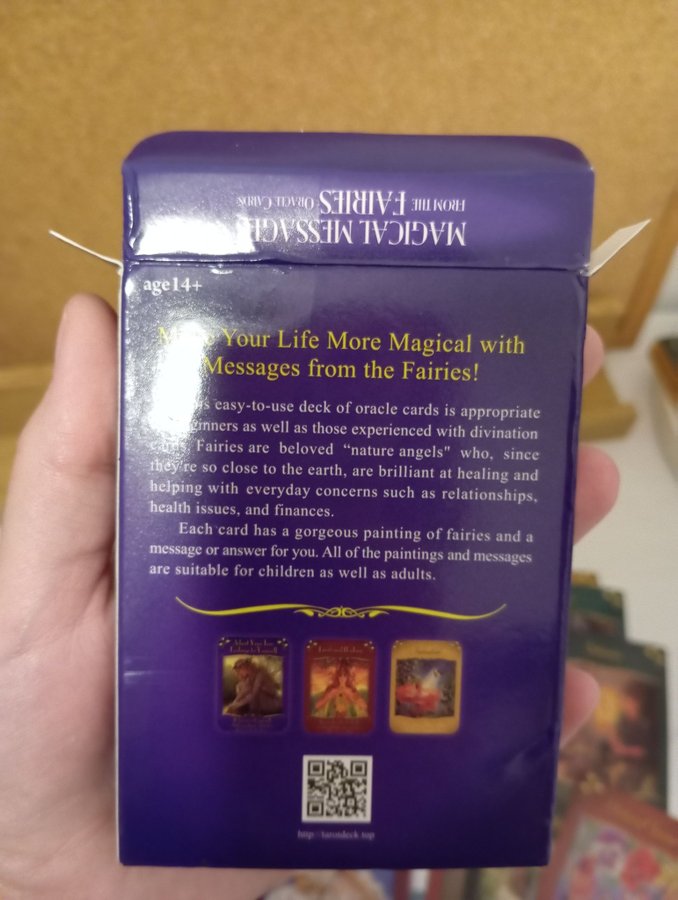 MAGICAL MESSAG
FROM THE FAIRIES ORACLE CARDS
age14+
Your Life More Magical with
Messages from the Fairies!
easy-to-use deck of oracle cards is appropriate
as well as those experienced with divination
Fairies are beloved “nature angels" who, since
they're so close to the earth, are brilliant at healing and
helping with everyday concerns such as relationships,
health issues, and finances.
Each card has a gorgeous painting of fairies and a
message or answer for you. All of the paintings and messages
are suitable for children as well as adults.
http://tarotdeck.top